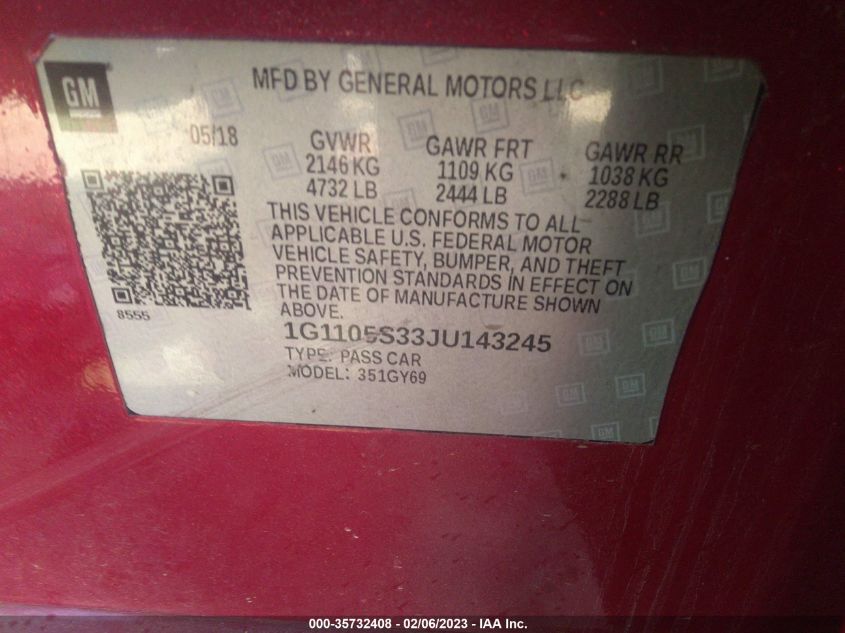 GM
MFD BY GENERAL MOTORS LLC
05/18
GVWR GAWR FRT GAWR RR
2146 KG 1109 KG 1038 KG
4732 LB 2444 LB 2288 LB
THIS VEHICLE CONFORMS TO ALL
APPLICABLE U.S. FEDERAL MOTOR
VEHICLE SAFETY, BUMPER, AND THEFT
PREVENTION STANDARDS IN EFFECT ON
THE DATE OF MANUFACTURE SHOWN
ABOVE.
8555
1G1105S33JU143245
TYPE: PASS CAR
MODEL: 351GY69
000-35732408 - 02/06/2023 - IAA Inc.